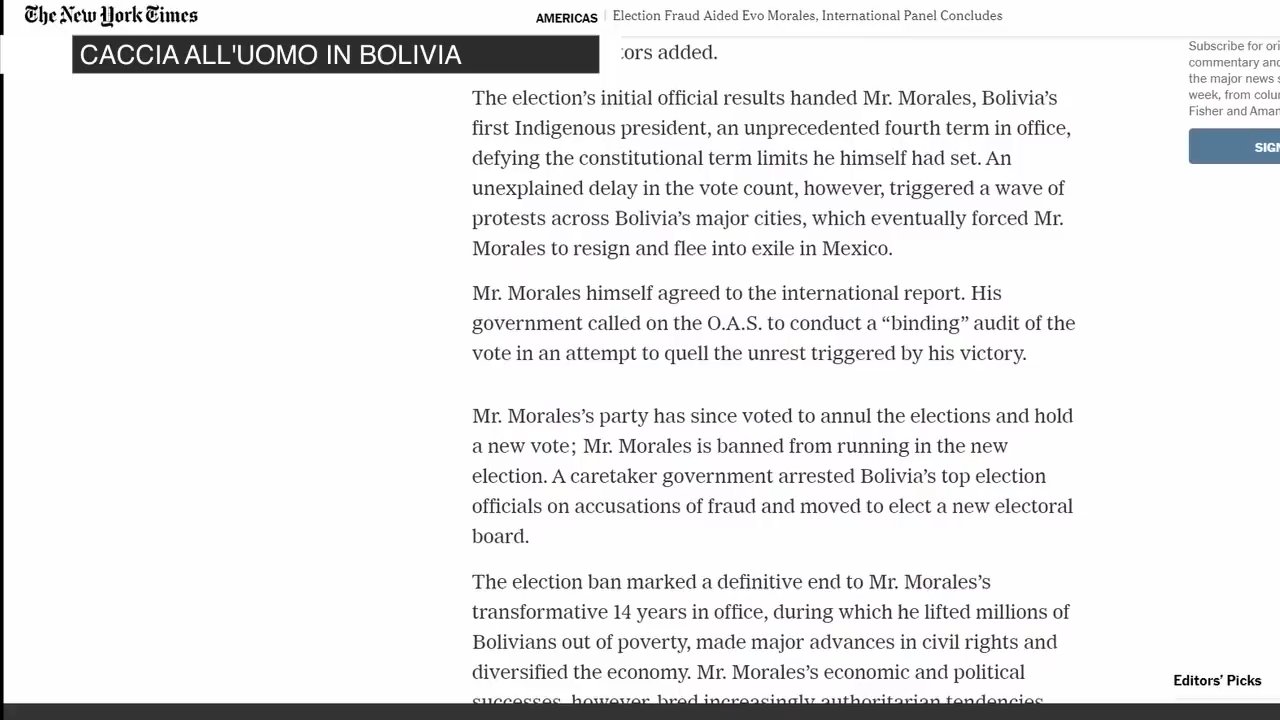 The New York Times
AMERICAS
Election Fraud Aided Evo Morales, International Panel Concludes
CACCIA ALL'UOMO IN BOLIVIA
added.
The election’s initial official results handed Mr. Morales, Bolivia’s
first Indigenous president, an unprecedented fourth term in office,
defying the constitutional term limits he himself had set. An
unexplained delay in the vote count, however, triggered a wave of
protests across Bolivia’s major cities, which eventually forced Mr.
Morales to resign and flee into exile in Mexico.
Mr. Morales himself agreed to the international report. His
government called on the O.A.S. to conduct a “binding” audit of the
vote in an attempt to quell the unrest triggered by his victory.
Mr. Morales’s party has since voted to annul the elections and hold
a new vote; Mr. Morales is banned from running in the new
election. A caretaker government arrested Bolivia’s top election
officials on accusations of fraud and moved to elect a new electoral
board.
The election ban marked a definitive end to Mr. Morales’s
transformative 14 years in office, during which he lifted millions of
Bolivians out of poverty, made major advances in civil rights and
diversified the economy. Mr. Morales’s economic and political
successes, however, bred increasingly authoritarian tendencies
Subscribe for
commentary
the major news
week, from
Fisher and
Editors’ Picks